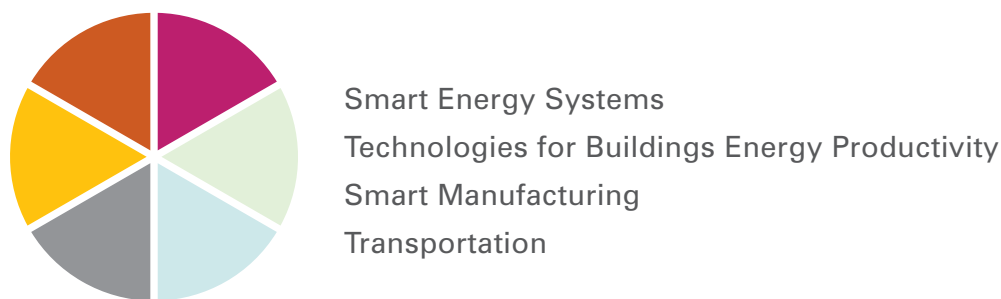 Smart Energy Systems
Technologies for Buildings Energy Productivity
Smart Manufacturing
Transportation